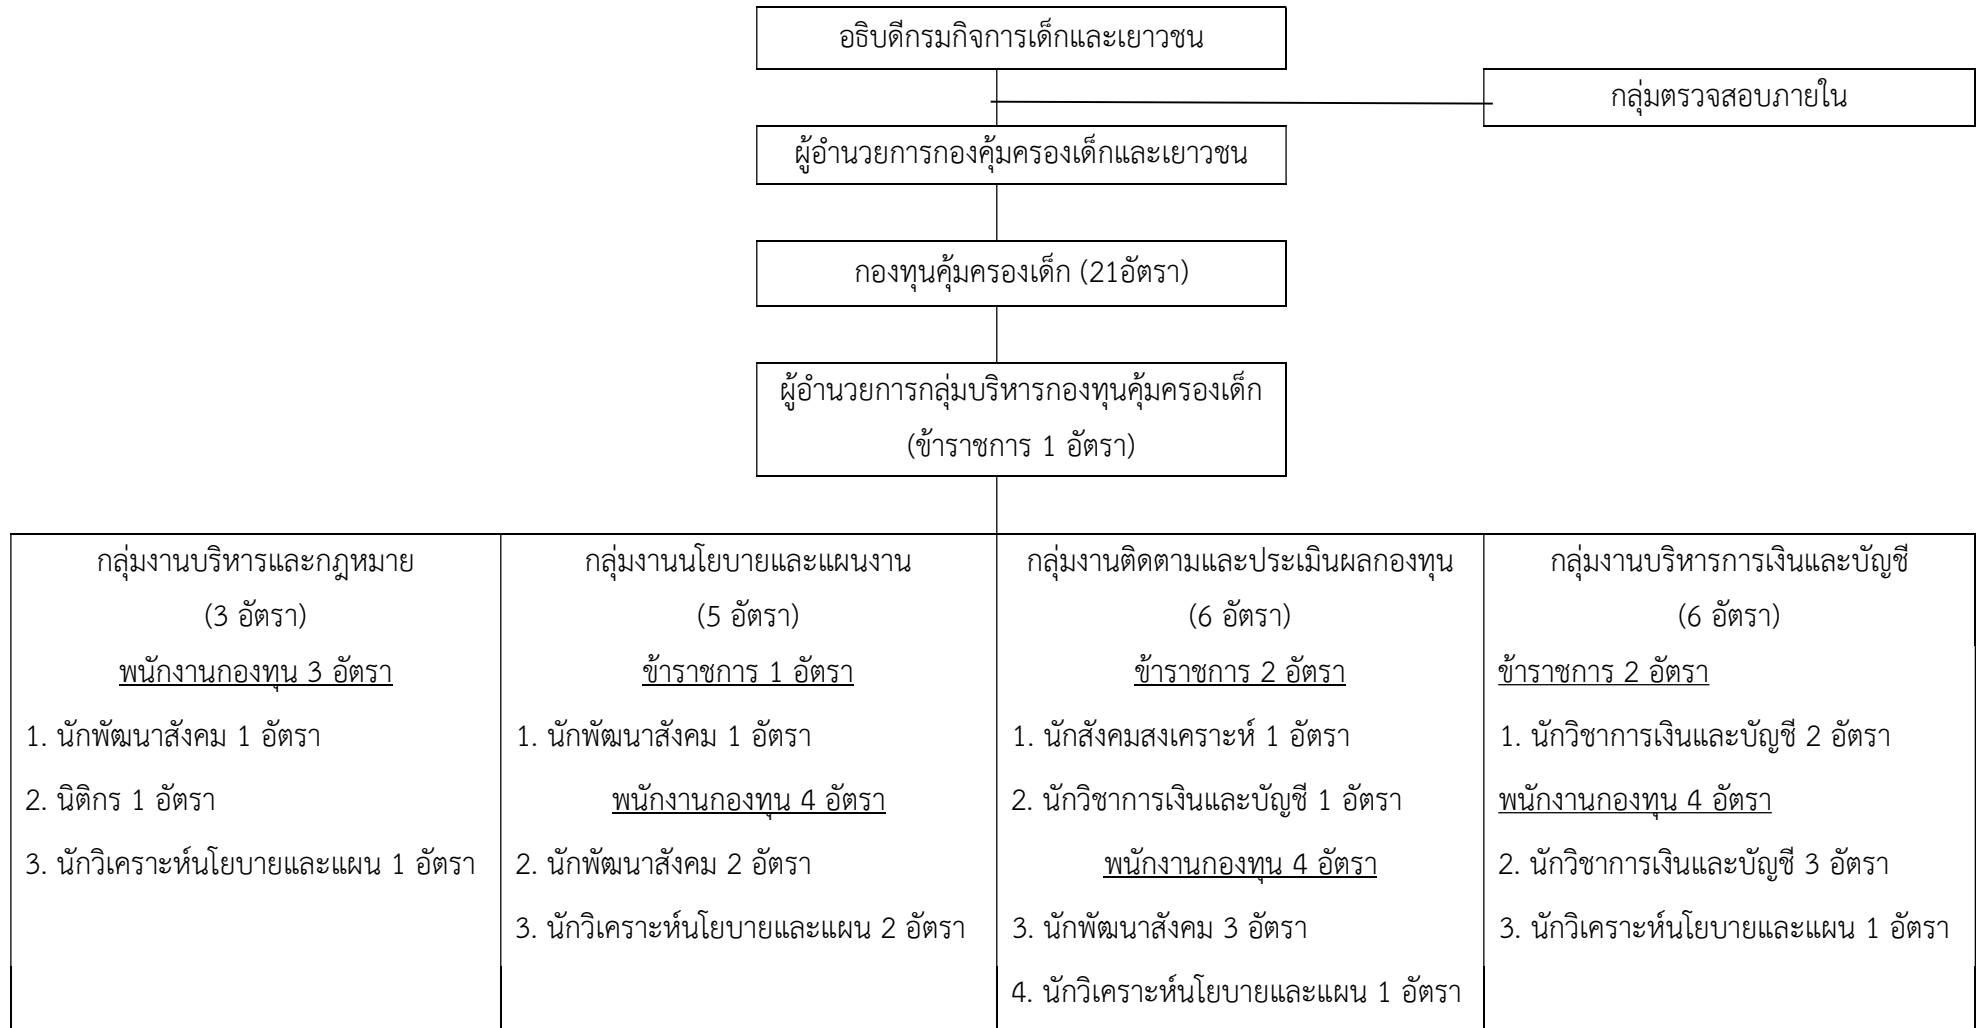 อธิบดีกรมกิจการเด็กและเยาวชน
กลุ่มตรวจสอบภายใน
ผู้อำนวยการกองคุ้มครองเด็กและเยาวชน
กองทุนคุ้มครองเด็ก (21อัตรา)
ผู้อำนวยการกลุ่มบริหารกองทุนคุ้มครองเด็ก
(ข้าราชการ 1 อัตรา)
กลุ่มงานบริหารและกฎหมาย
(3 อัตรา)
พนักงานกองทุน 3 อัตรา
1. นักพัฒนาสังคม 1 อัตรา
2. นิติกร 1 อัตรา
3. นักวิเคราะห์นโยบายและแผน 1 อัตรา
กลุ่มงานนโยบายและแผนงาน
(5 อัตรา)
ข้าราชการ 1 อัตรา
1. นักพัฒนาสังคม 1 อัตรา
พนักงานกองทุน 4 อัตรา
2. นักพัฒนาสังคม 2 อัตรา
3. นักวิเคราะห์นโยบายและแผน 2 อัตรา
กลุ่มงานติดตามและประเมินผลกองทุน
(6 อัตรา)
ข้าราชการ 2 อัตรา
1. นักสังคมสงเคราะห์ 1 อัตรา
2. นักวิชาการเงินและบัญชี 1 อัตรา
พนักงานกองทุน 4 อัตรา
3. นักพัฒนาสังคม 3 อัตรา
4. นักวิเคราะห์นโยบายและแผน 1 อัตรา
กลุ่มงานบริหารการเงินและบัญชี
(6 อัตรา)
ข้าราชการ 2 อัตรา
1. นักวิชาการเงินและบัญชี 2 อัตรา
พนักงานกองทุน 4 อัตรา
2. นักวิชาการเงินและบัญชี 3 อัตรา
3. นักวิเคราะห์นโยบายและแผน 1 อัตรา